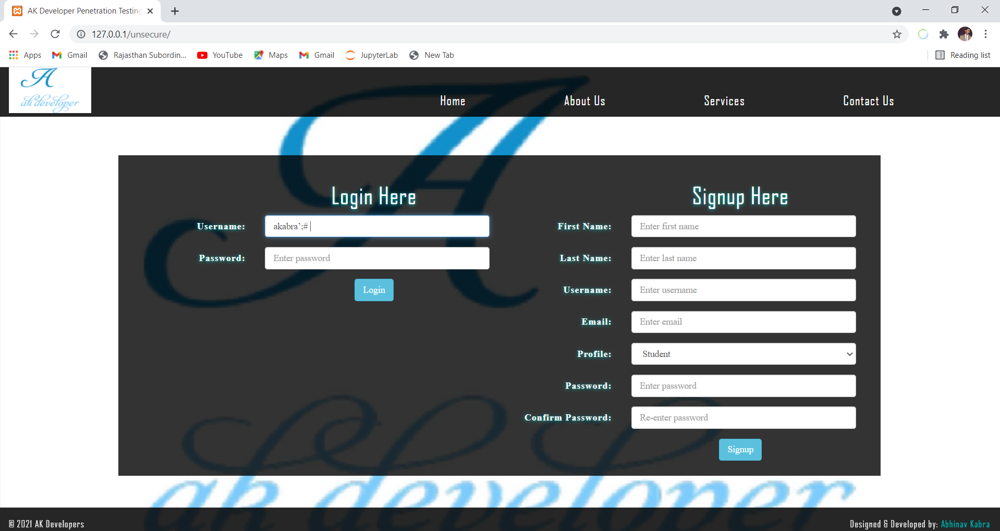 AK Developer Penetration Testing
127.0.0.1/unsecure/
Apps Gmail Rajasthan Subordin... YouTube Maps Gmail JupyterLab New Tab Reading list
A
ak developer
Home About Us Services Contact Us
Login Here
Username: akabra’;#
Password: Enter password
Login
Signup Here
First Name: Enter first name
Last Name: Enter last name
Username: Enter username
Email: Enter email
Profile: Student
Password: Enter password
Confirm Password: Re-enter password
Signup
A
ak developer
© 2021 AK Developers
Designed & Developed by: Abhinav Kabra